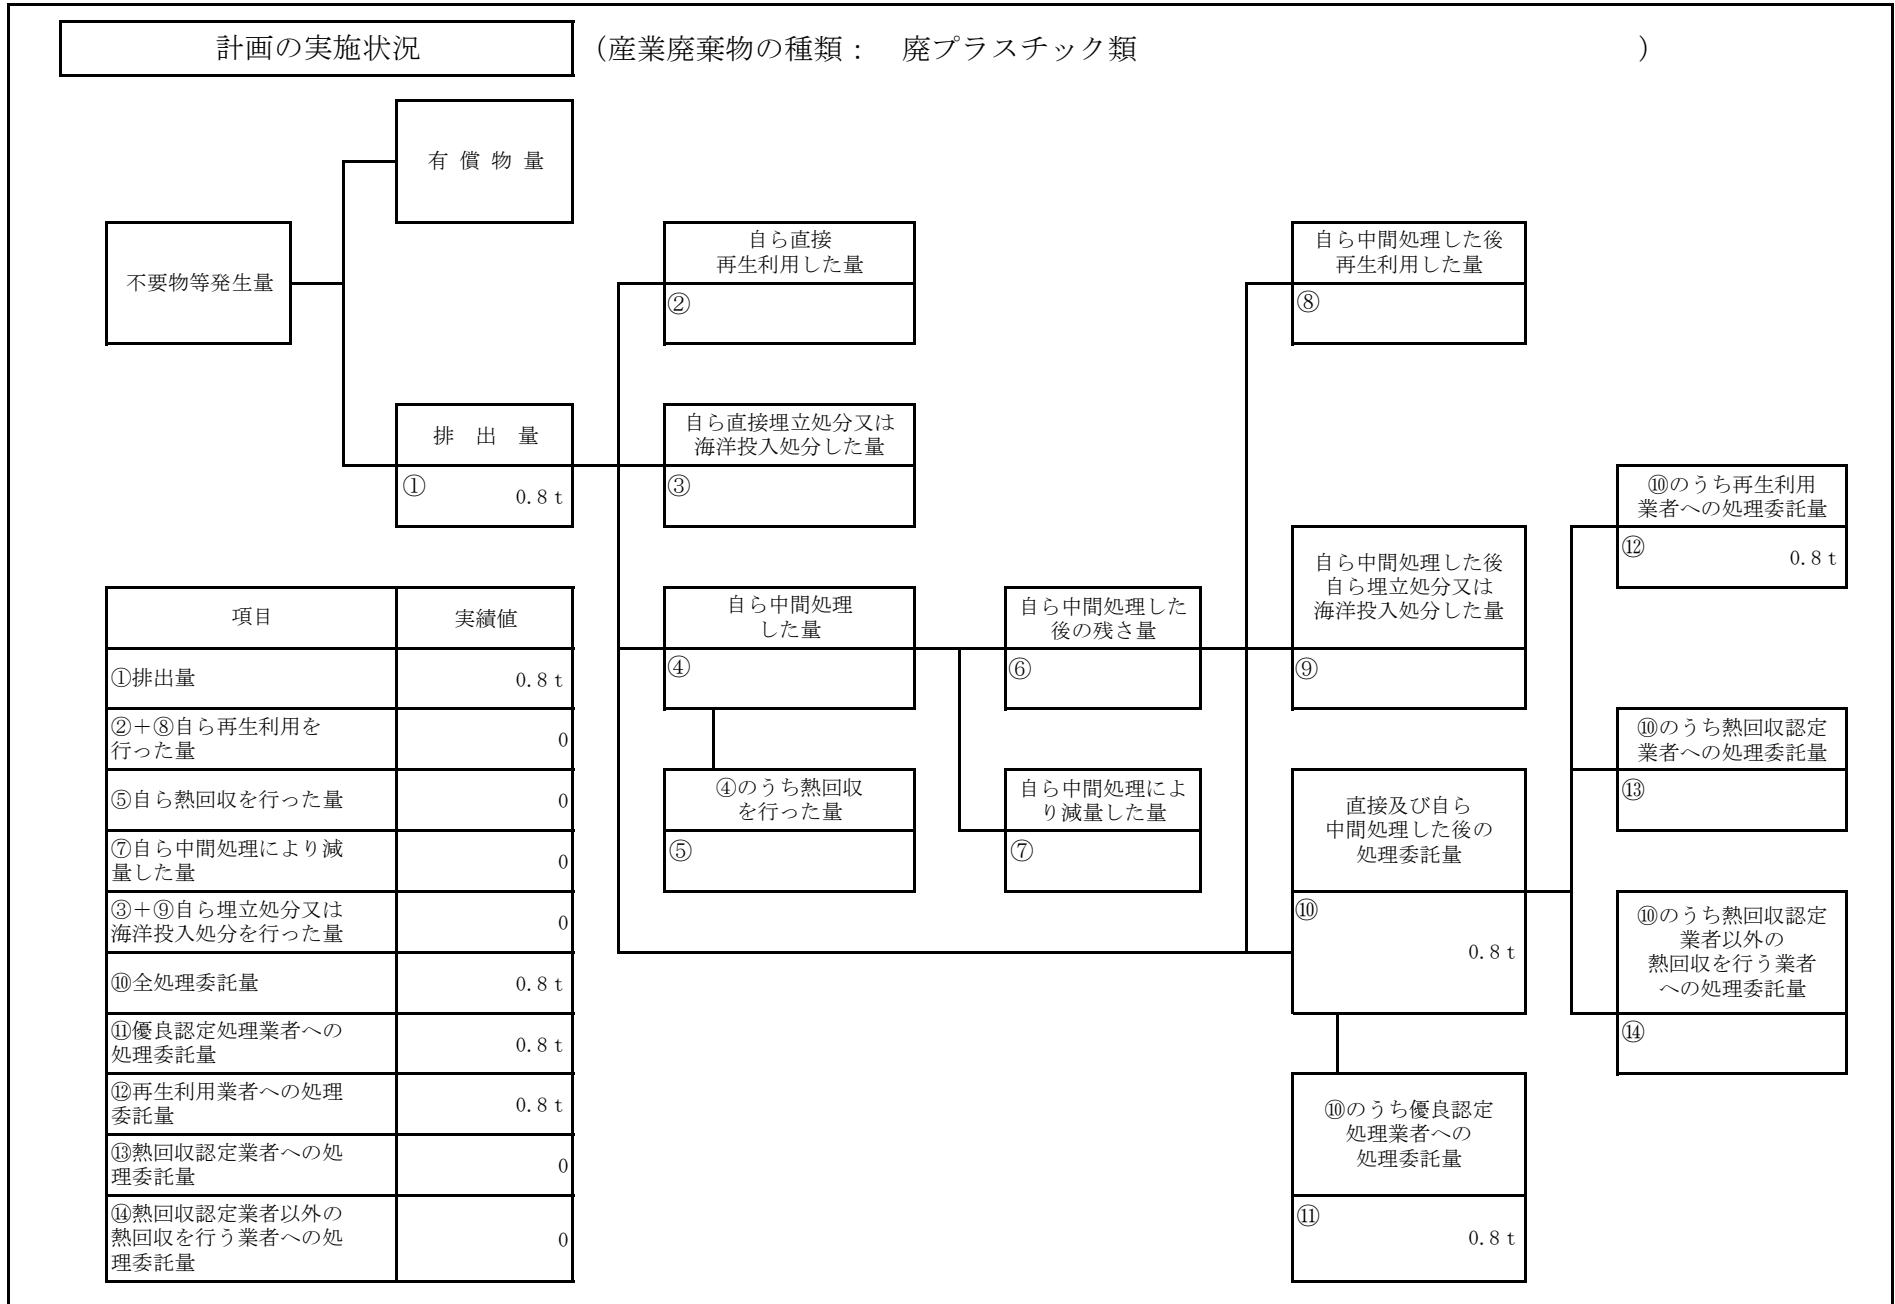 計画の実施状況
（産業廃棄物の種類： 廃プラスチック類 ）
有 償 物 量
不要物等発生量
自ら直接
再生利用した量
②
自ら中間処理した後
再生利用した量
⑧
排 出 量
① 0.8 t
自ら直接埋立処分又は
海洋投入処分した量
③
⑩のうち再生利用
業者への処理委託量
⑫ 0.8 t
自ら中間処理した後
自ら埋立処分又は
海洋投入処分した量
⑨
自ら中間処理
した量
④
自ら中間処理した
後の残さ量
⑥
⑩のうち熱回収認定
業者への処理委託量
⑬
④のうち熱回収
を行った量
⑤
自ら中間処理によ
り減量した量
⑦
直接及び自ら
中間処理した後の
処理委託量
⑩
0.8 t
⑩のうち熱回収認定
業者以外の
熱回収を行う業者
への処理委託量
⑭
⑩のうち優良認定
処理業者への
処理委託量
⑪
0.8 t
項目 実績値
①排出量 0.8 t
②＋⑧自ら再生利用を
行った量 0
⑤自ら熱回収を行った量 0
⑦自ら中間処理により減
量した量 0
③＋⑨自ら埋立処分又は
海洋投入処分を行った量 0
⑩全処理委託量 0.8 t
⑪優良認定処理業者への
処理委託量 0.8 t
⑫再生利用業者への処理
委託量 0.8 t
⑬熱回収認定業者への処
理委託量 0
⑭熱回収認定業者以外の
熱回収を行う業者への処
理委託量 0